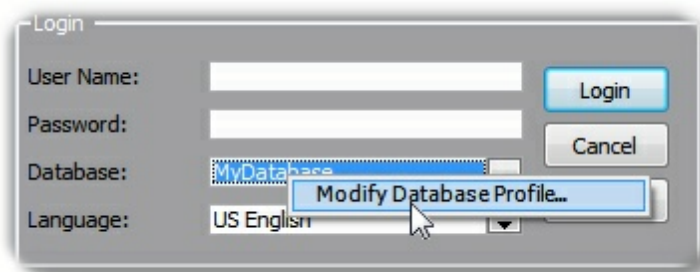 Login
User Name:
Login
Password:
Cancel
Database: MyDatabase
Modify Database Profile...
Language: US English